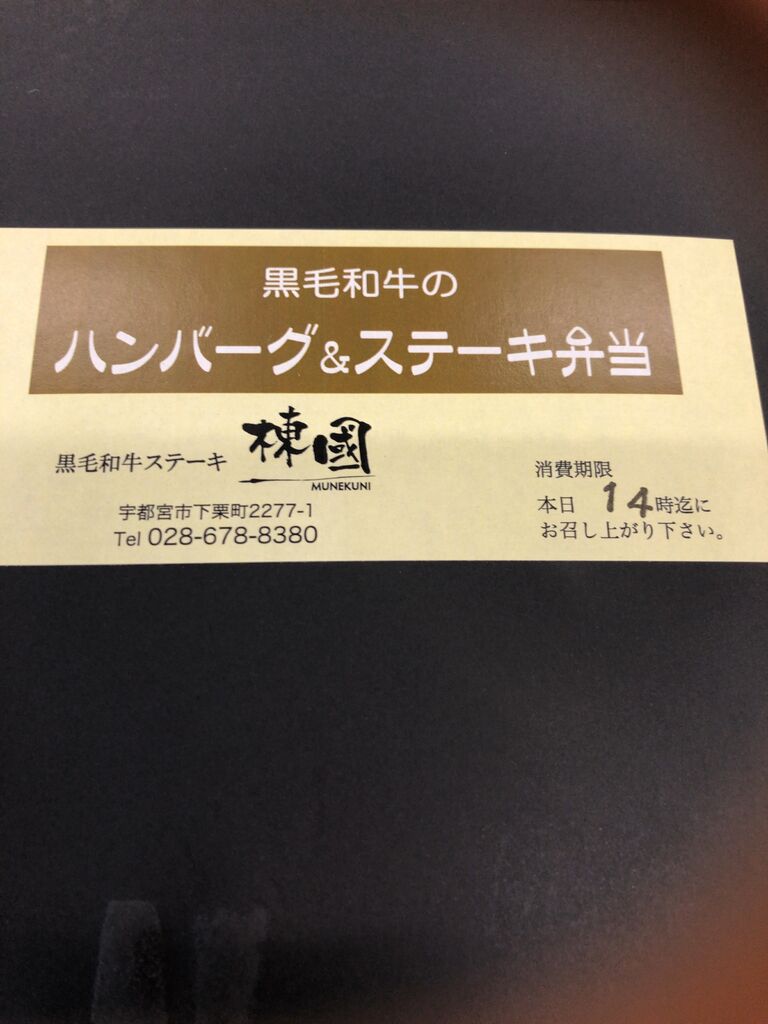 黒毛和牛の
ハンバーグ&ステーキ弁当
黒毛和牛ステーキ 棟國
MUNEKUNI
宇都宮市下栗町2277-1
Tel 028-678-8380
消費期限
本日 14時迄に
お召し上がり下さい。